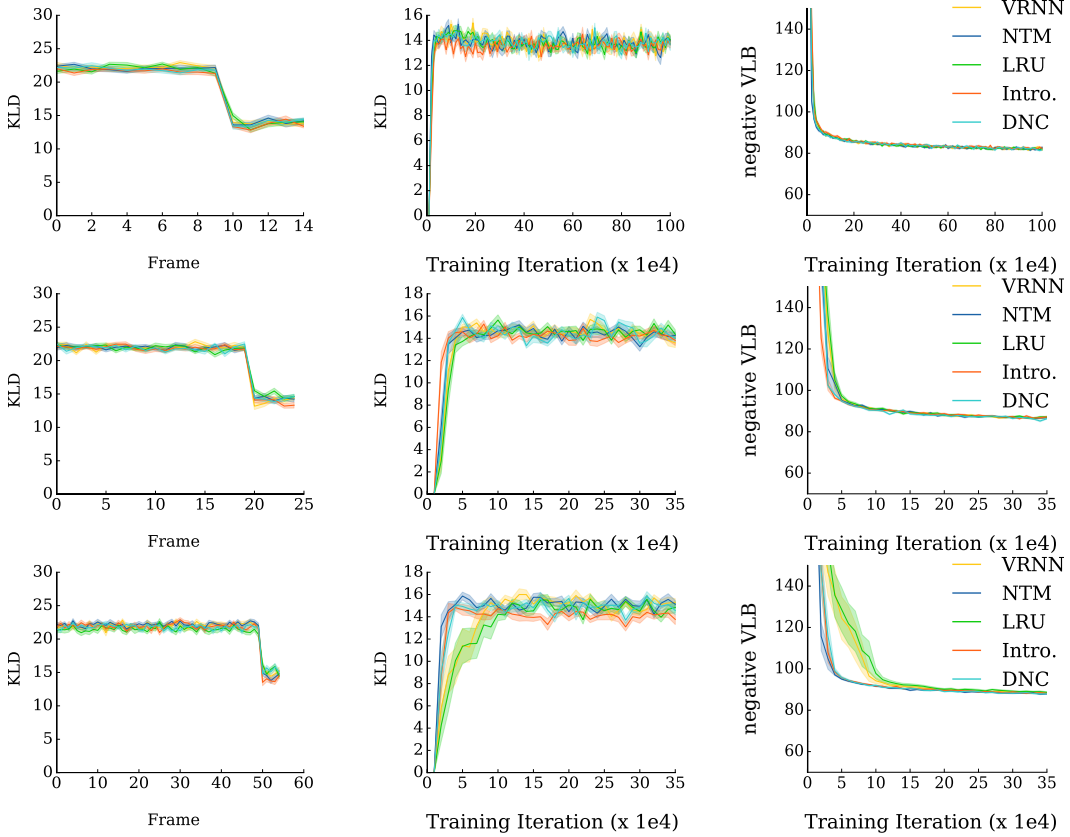 30
25
20
15
10
5
0
KLD
0 2 4 6 8 10 12 14
Frame
16
14
12
10
8
6
4
2
0
KLD
0 20 40 60 80 100
Training Iteration (x 1e4)
140
120
100
80
60
negative VLB
0 20 40 60 80 100
Training Iteration (x 1e4)
VRNN
NTM
LRU
Intro.
DNC
30
25
20
15
10
5
0
KLD
0 5 10 15 20 25
Frame
18
16
14
12
10
8
6
4
2
0
KLD
0 5 10 15 20 25 30 35
Training Iteration (x 1e4)
140
120
100
80
60
negative VLB
0 5 10 15 20 25 30 35
Training Iteration (x 1e4)
VRNN
NTM
LRU
Intro.
DNC
30
25
20
15
10
5
0
KLD
0 10 20 30 40 50 60
Frame
18
16
14
12
10
8
6
4
2
0
KLD
0 5 10 15 20 25 30 35
Training Iteration (x 1e4)
140
120
100
80
60
negative VLB
0 5 10 15 20 25 30 35
Training Iteration (x 1e4)
VRNN
NTM
LRU
Intro.
DNC